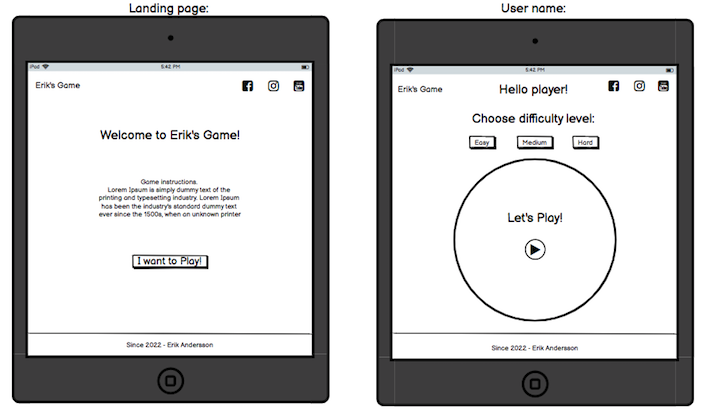 Landing page:
iPod 5:42 PM
Erik's Game
Welcome to Erik's Game!
Game instructions.
Lorem Ipsum is simply dummy text of the
printing and typesetting industry. Lorem Ipsum
has been the industry's standard dummy text
ever since the 1500s, when an unknown printer
I want to Play!
Since 2022 - Erik Andersson
User name:
iPod 5:42 PM
Erik's Game
Hello player!
Choose difficulty level:
Easy Medium Hard
Let's Play!
Since 2022 - Erik Andersson